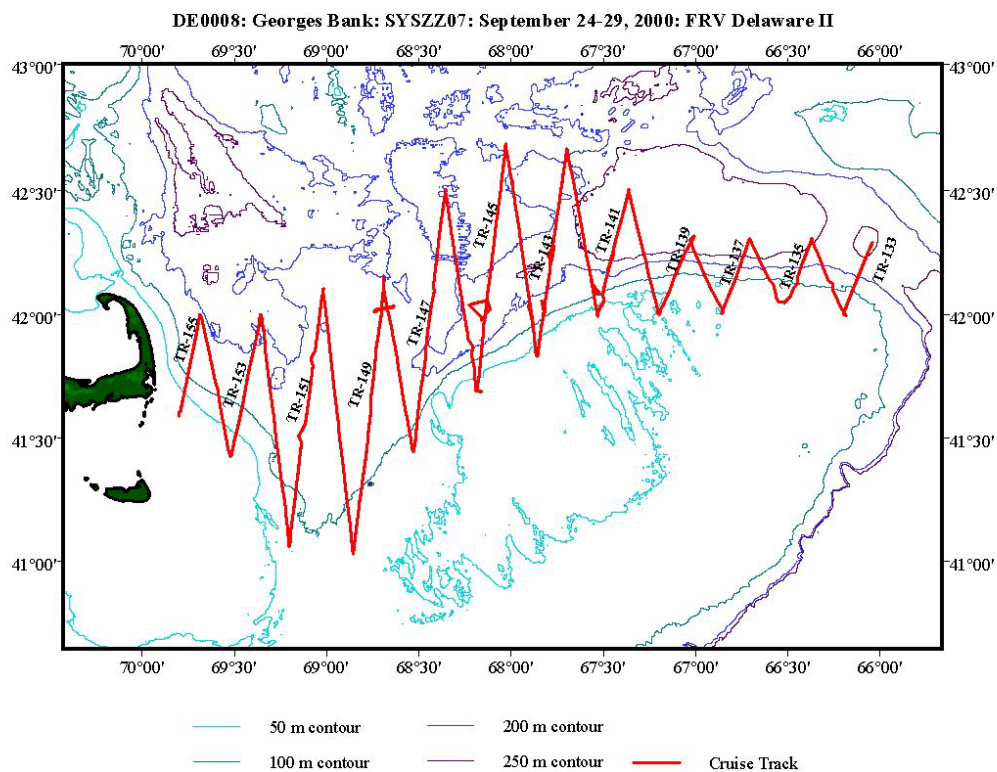 DE0008: Georges Bank: SYSZZ07: September 24-29, 2000: FRV Delaware II
70°00' 69°30' 69°00' 68°30' 68°00' 67°30' 67°00' 66°30' 66°00'
43°00' 43°00'
42°30' 42°30'
42°00' 42°00'
41°30' 41°30'
41°00' 41°00'
TR-155
TR-153
TR-151
TR-149
TR-147
TR-145
TR-143
TR-141
TR-139
TR-137
TR-135
TR-133
70°00' 69°30' 69°00' 68°30' 68°00' 67°30' 67°00' 66°30' 66°00'
50 m contour 200 m contour
100 m contour 250 m contour Cruise Track